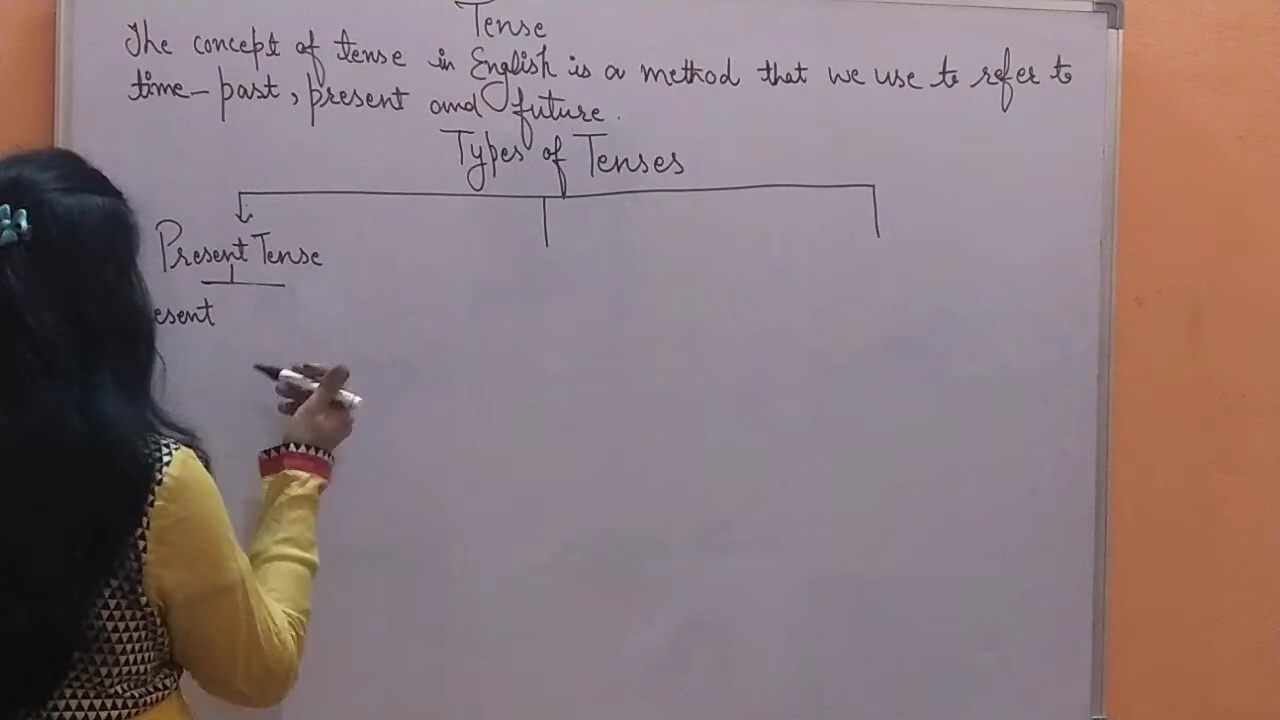 Tense
The concept of tense in English is a method that we use to refer to
time - past, present and future.
Types of Tenses
Present Tense
esent